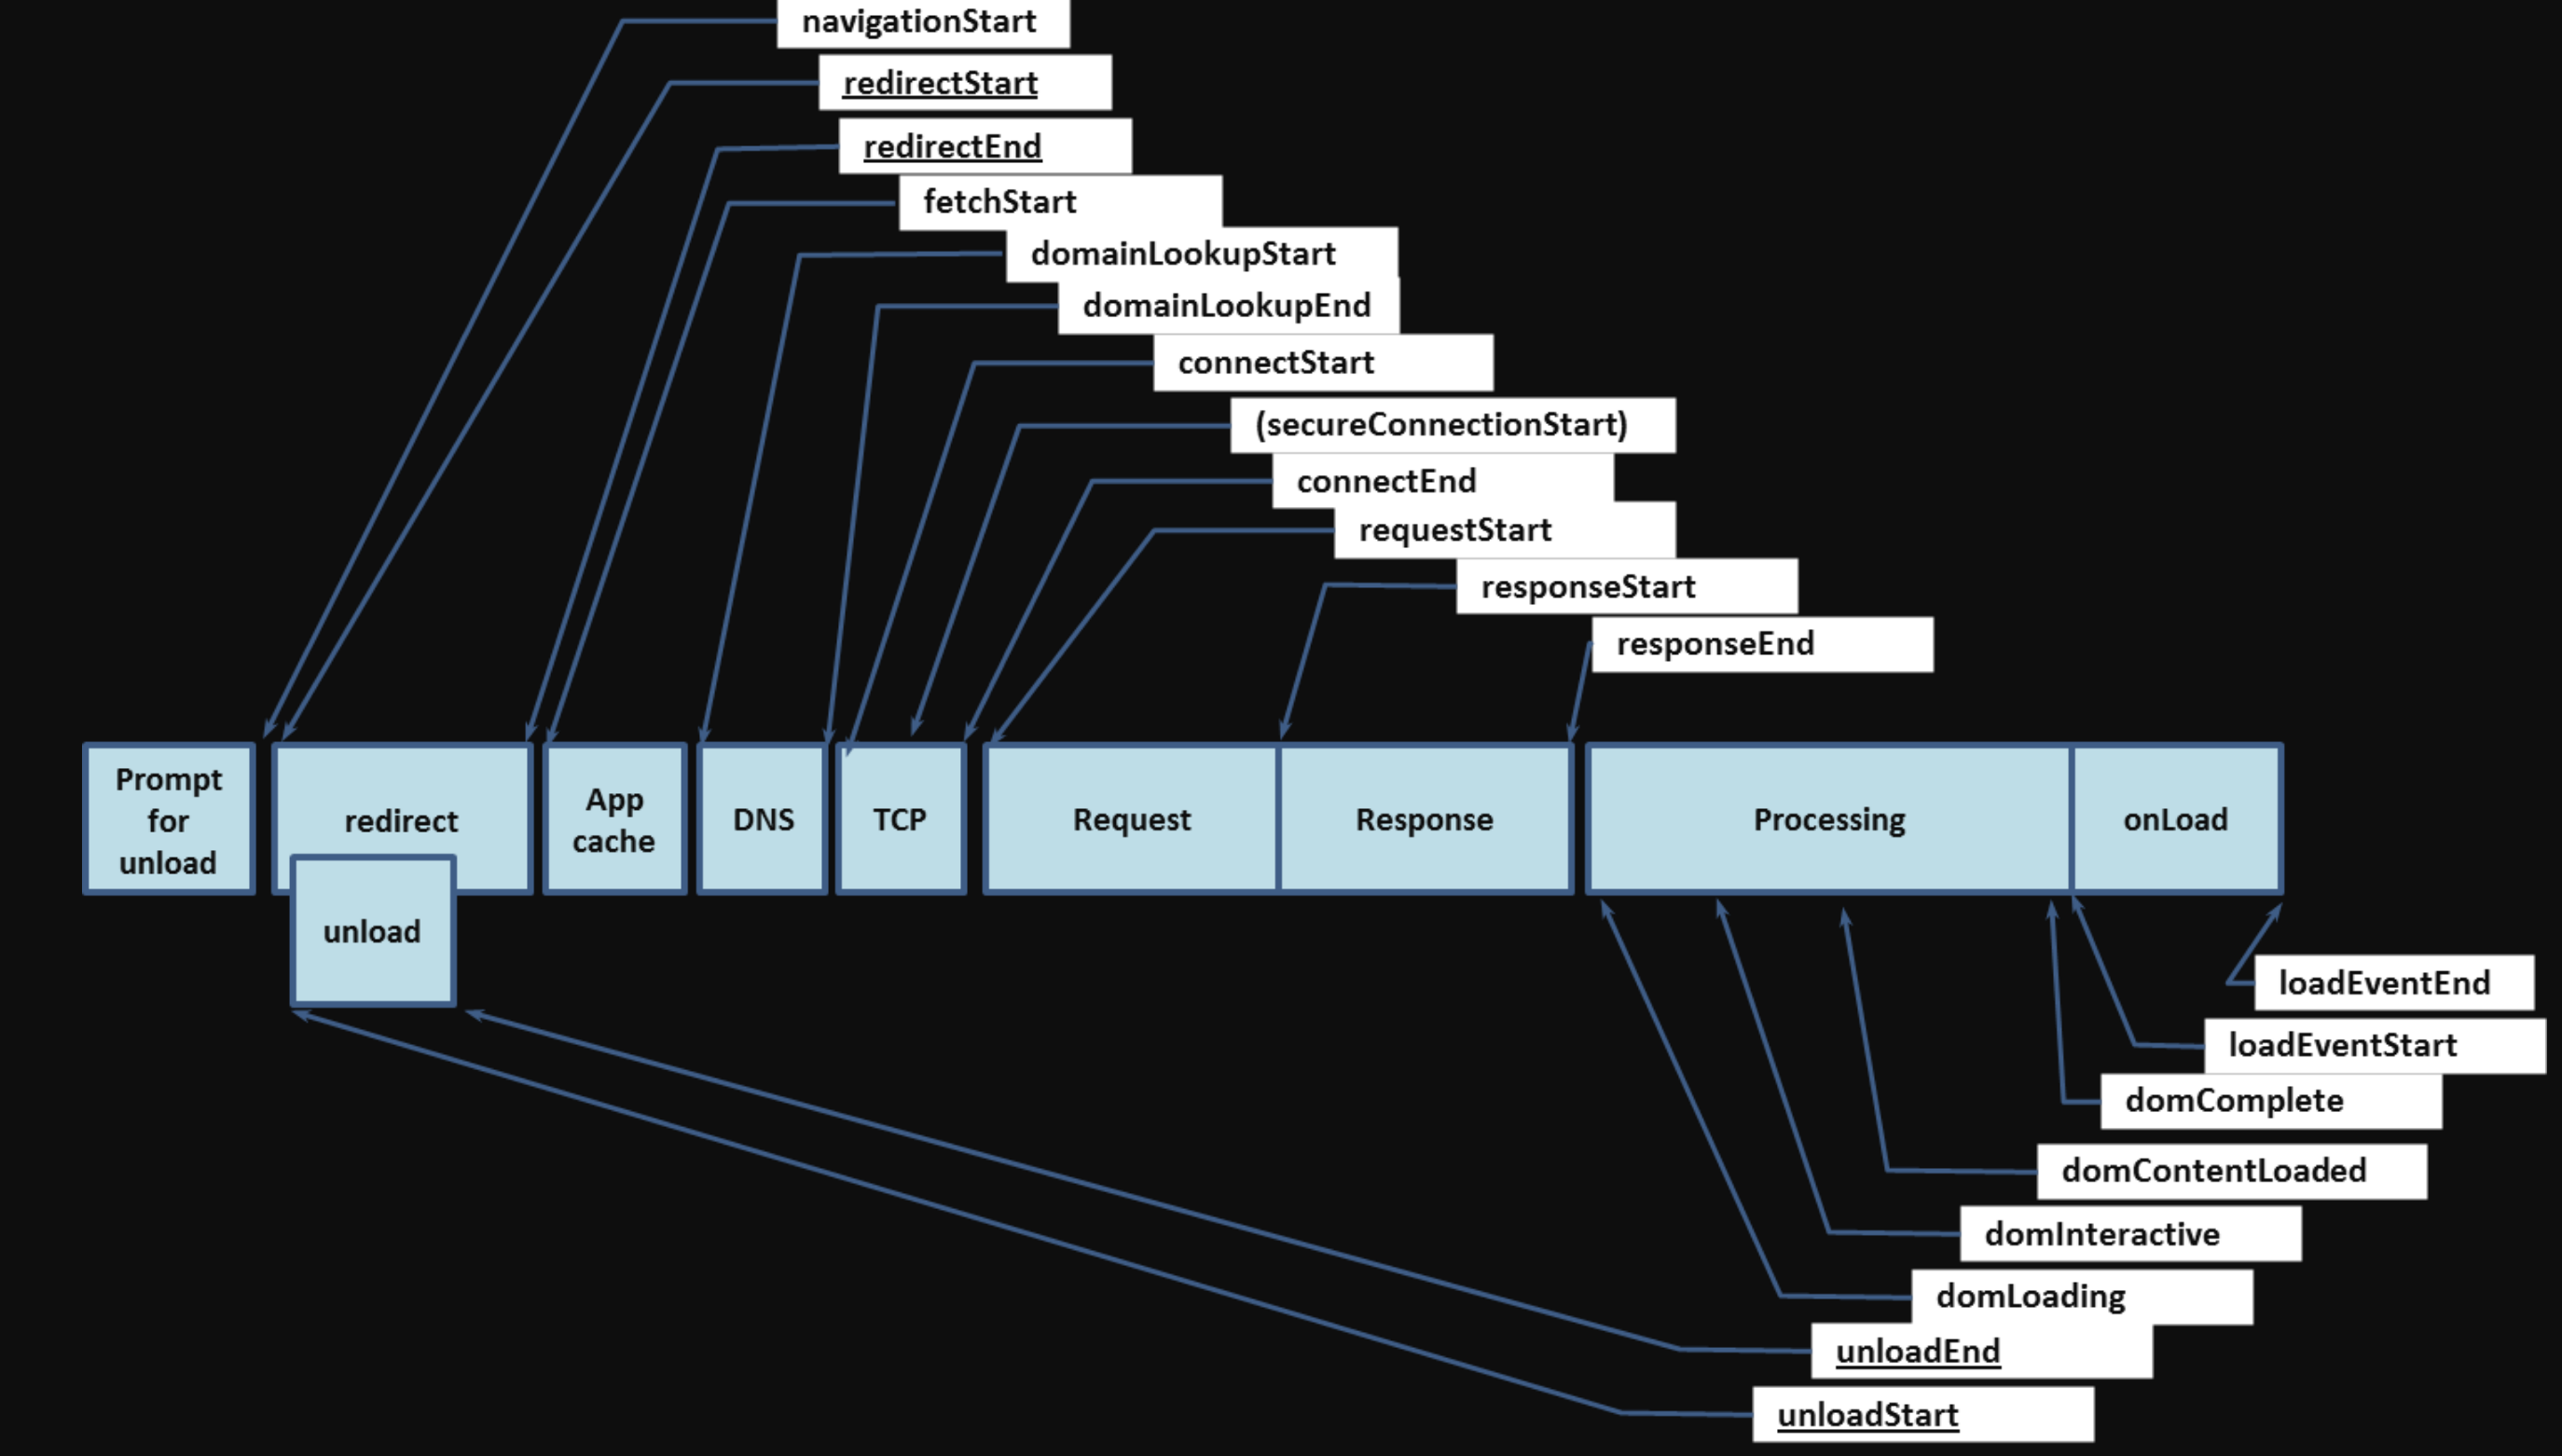 navigationStart
redirectStart
redirectEnd
fetchStart
domainLookupStart
domainLookupEnd
connectStart
(secureConnectionStart)
connectEnd
requestStart
responseStart
responseEnd
Prompt
for
unload
redirect
unload
App
cache
DNS
TCP
Request
Response
Processing
onLoad
loadEventEnd
loadEventStart
domComplete
domContentLoaded
domInteractive
domLoading
unloadEnd
unloadStart